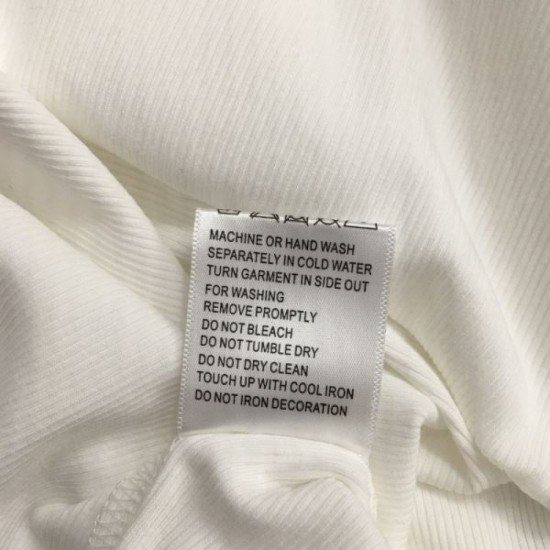 MACHINE OR HAND WASH
SEPARATELY IN COLD WATER
TURN GARMENT IN SIDE OUT
FOR WASHING
REMOVE PROMPTLY
DO NOT BLEACH
DO NOT TUMBLE DRY
DO NOT DRY CLEAN
TOUCH UP WITH COOL IRON
DO NOT IRON DECORATION